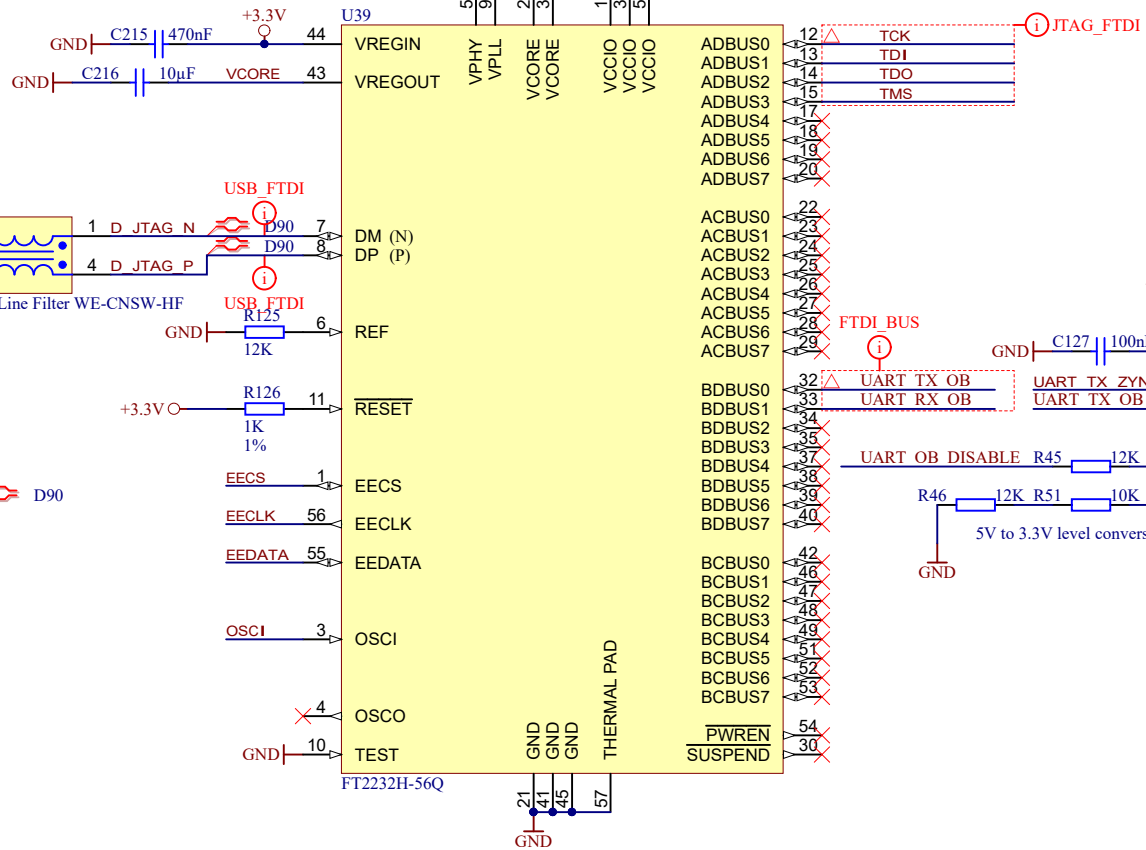 +3.3V
U39
GND
C215
470nF
44
VREGIN
GND
C216
10µF
VCORE
43
VREGOUT
5
VPHY
9
VPLL
2
VCORE
3
VCORE
1
VCCIO
3
VCCIO
5
VCCIO
ADBUS0 12 TCK
ADBUS1 13 TDI
ADBUS2 14 TDO
ADBUS3 15 TMS
ADBUS4 17
ADBUS5 18
ADBUS6 19
ADBUS7 20
i JTAG_FTDI
USB_FTDI
i
1 D_JTAG_N D90 7 DM (N)
4 D_JTAG_P D90 8 DP (P)
i
USB_FTDI
Line Filter WE-CNSW-HF
ACBUS0 22
ACBUS1 23
ACBUS2 24
ACBUS3 25
ACBUS4 26
ACBUS5 27
ACBUS6 28
ACBUS7 29
R125
GND
12K
6 REF
R126
+3.3V
1K
1%
11 RESET
FTDI_BUS
i
GND
C127
BDBUS0 32 UART_TX_OB
BDBUS1 33 UART_RX_OB
BDBUS2 34
BDBUS3 35
BDBUS4 37
BDBUS5 38
BDBUS6 39
BDBUS7 40
UART_TX_OB
UART_OB_DISABLE R45 12K
R46 12K R51 10K
5V to 3.3V level
GND
D90
EECS 1 EECS
EECLK 56 EECLK
EEDATA 55 EEDATA
OSCI 3 OSCI
4 OSCO
GND 10 TEST
BCBUS0 42
BCBUS1 46
BCBUS2 47
BCBUS3 48
BCBUS4 49
BCBUS5 51
BCBUS6 52
BCBUS7 53
PWREN 54
SUSPEND 30
GND
GND
GND
THERMAL PAD
FT2232H-56Q
21
41
45
57
GND